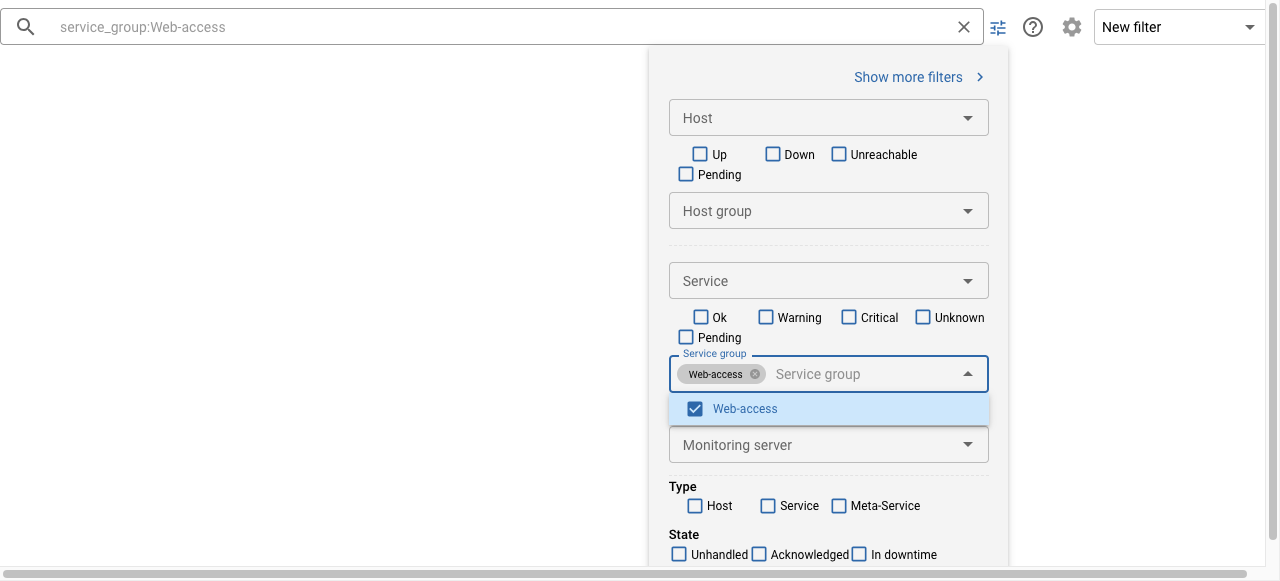 service_group:Web-access
New filter
Show more filters
Host
Up Down Unreachable
Pending
Host group
Service
Ok Warning Critical Unknown
Pending
Service group
Web-access Service group
Web-access
Monitoring server
Type
Host Service Meta-Service
State
Unhandled Acknowledged In downtime